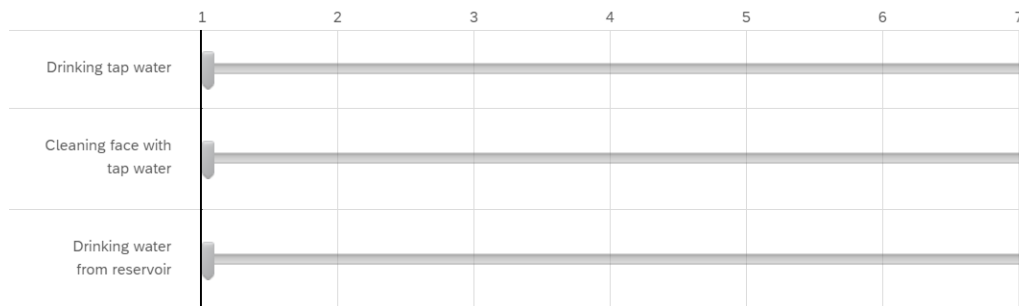 1 2 3 4 5 6 7
Drinking tap water
Cleaning face with
tap water
Drinking water
from reservoir